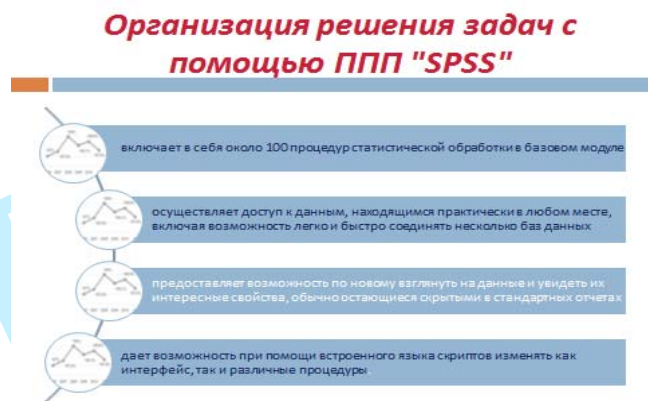 Организация решения задач с
помощью ППП "SPSS"
включает в себя около 100 процедур статистической обработки в базовом модуле
осуществляет доступ к данным, находящимся практически в любом месте,
включая возможность легко и быстро соединять несколько баз данных
предоставляет возможность по новому взглянуть на данные и увидеть их
интересные свойства, обычно остающиеся скрытыми в стандартных отчетах
дает возможность при помощи встроенного языка скриптов изменять как
интерфейс, так и различные процедуры